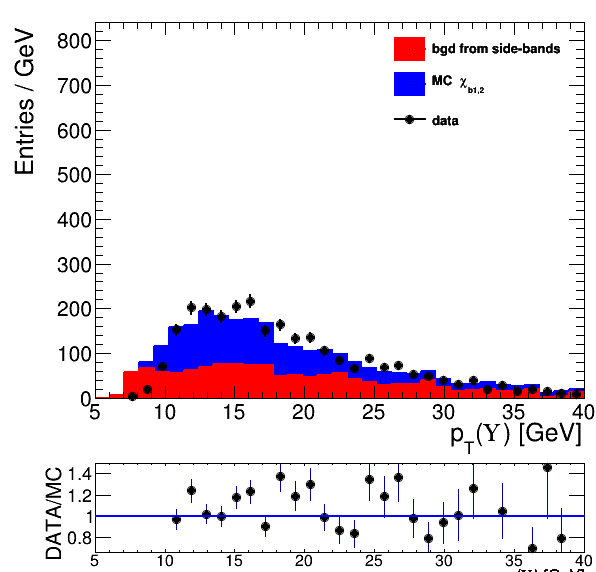 Entries / GeV
800
700
600
500
400
300
200
100
0
bgd from side-bands
MC χb1,2
data
5 10 15 20 25 30 35 40
pT(Υ) [GeV]
DATA/MC
1.4
1.2
1
0.8
5 10 15 20 25 30 35 40